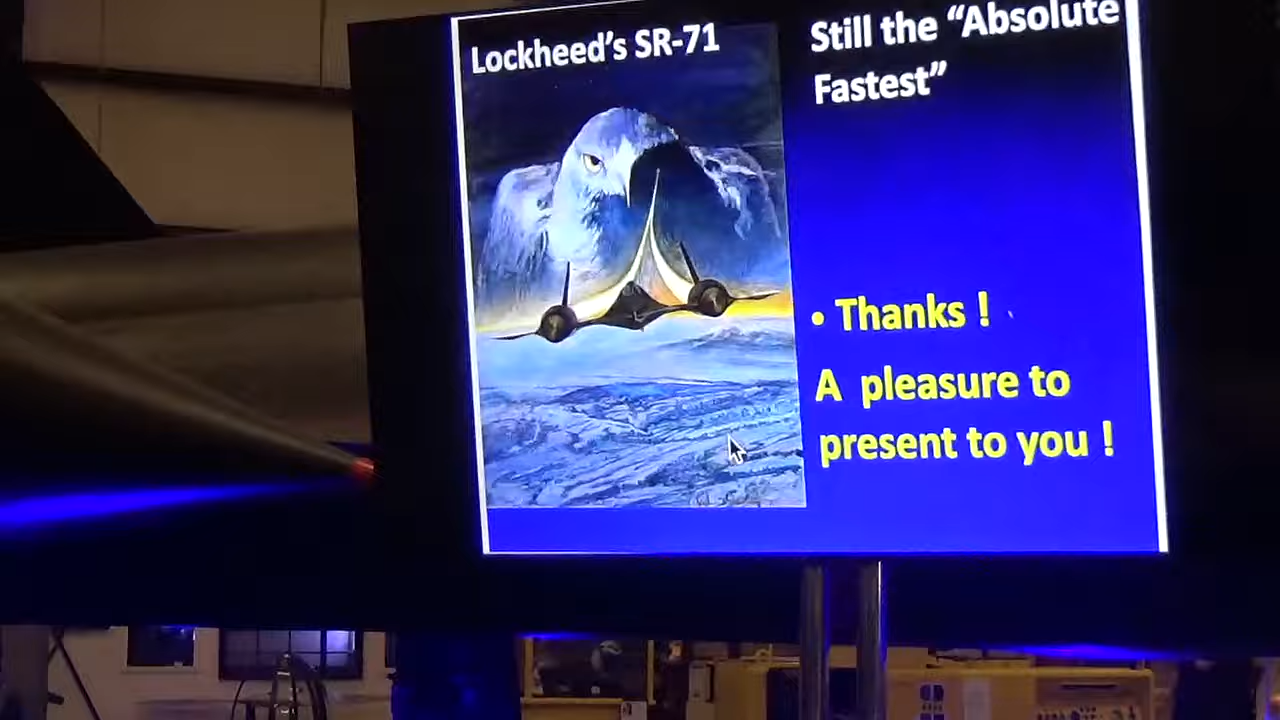 Lockheed's SR-71
Still the “Absolute
Fastest”
• Thanks !
A pleasure to
present to you !